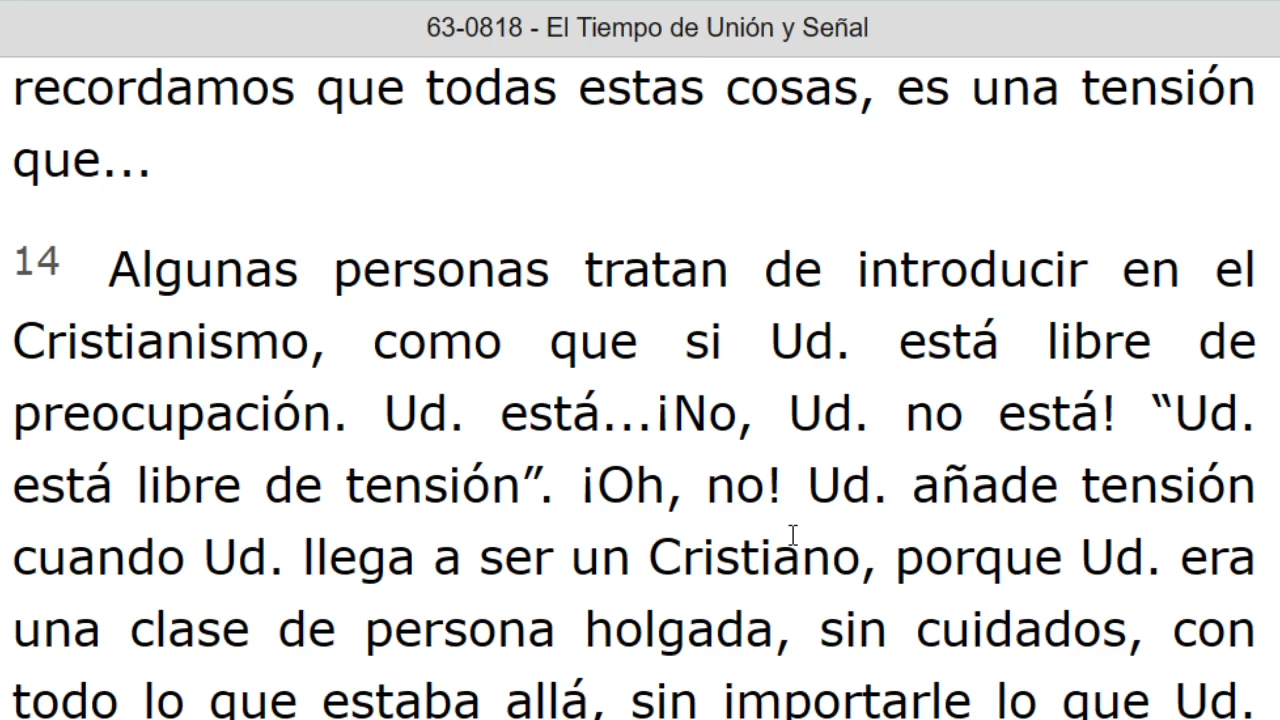 63-0818 - El Tiempo de Unión y Señal
recordamos que todas estas cosas, es una tensión
que…
14 Algunas personas tratan de introducir en el
Cristianismo, como que si Ud. está libre de
preocupación. Ud. está…¡No, Ud. no está! “Ud.
está libre de tensión”. ¡Oh, no! Ud. añade tensión
cuando Ud. llega a ser un Cristiano, porque Ud. era
una clase de persona holgada, sin cuidados, con
todo lo que estaba allá, sin importarle lo que Ud.